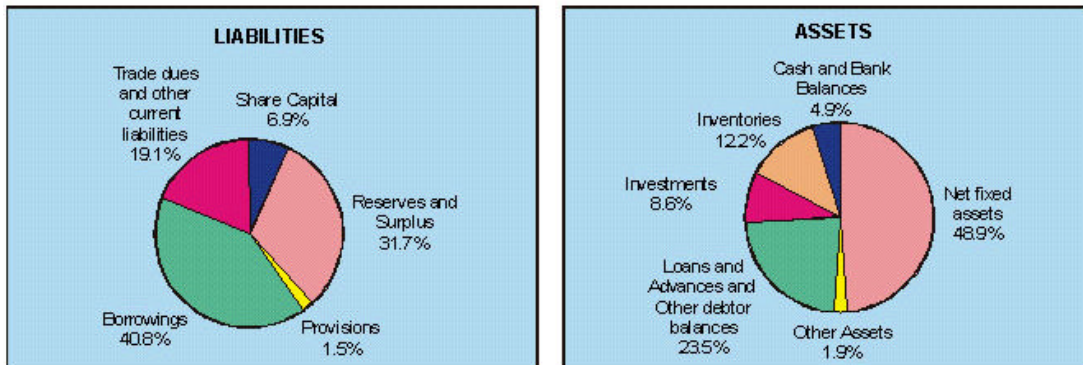 LIABILITIES
Trade dues
and other
current
liabilities
19.1%
Share Capital
6.9%
Reserves and
Surplus
31.7%
Borrowings
40.8%
Provisions
1.5%
ASSETS
Cash and Bank
Balances
4.9%
Inventories
12.2%
Investments
8.6%
Net fixed
assets
48.9%
Loans and
Advances and
Other debtor
balances
23.5%
Other Assets
1.9%